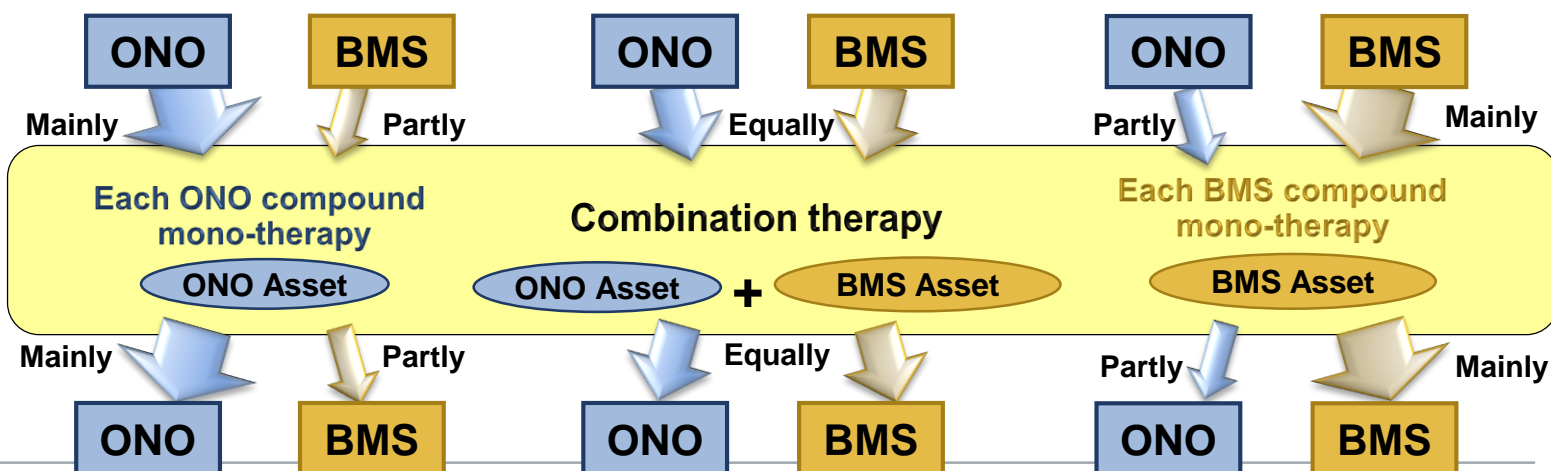 ONO BMS ONO BMS ONO BMS
Mainly Partly Equally Partly Mainly
Each ONO compound
mono-therapy
Combination therapy
Each BMS compound
mono-therapy
ONO Asset ONO Asset + BMS Asset BMS Asset
Mainly Partly Equally Partly Mainly
ONO BMS ONO BMS ONO BMS